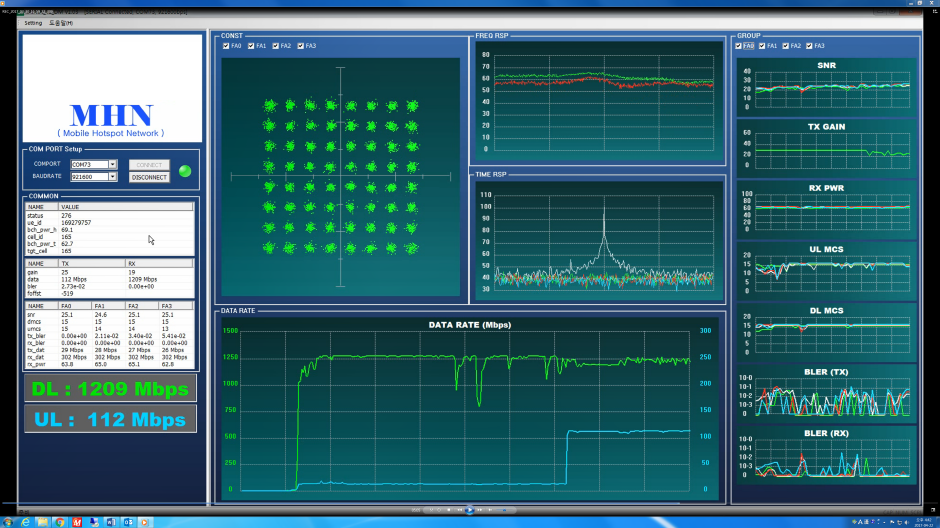 Setting 도움말(H)
MHN
( Mobile Hotspot Network )
COM PORT Setup
COMPORT COM73 CONNECT
BAUDRATE 921600 DISCONNECT
COMMON
NAME VALUE
status 276
ue_id 169279757
bch_pwr_h 69.1
cell_id 165
bch_pwr_t 62.7
tgt_cell 165
NAME TX RX
gain 25 19
data 112 Mbps 1209 Mbps
bler 2.73e-02 0.00e+00
foffst -519
NAME FA0 FA1 FA2 FA3
snr 25.1 24.6 25.1 25.1
dmcs 15 15 15 15
umcs 15 14 14 13
tx_bler 0.00e+00 2.11e-02 3.40e-02 5.41e-02
rx_bler 0.00e+00 0.00e+00 0.00e+00 0.00e+00
tx_dat 29 Mbps 28 Mbps 27 Mbps 26 Mbps
rx_dat 302 Mbps 302 Mbps 302 Mbps 302 Mbps
rx_pwr 63.8 65.0 65.1 62.8
DL : 1209 Mbps
UL : 112 Mbps
CONST
FA0 FA1 FA2 FA3
FREQ RSP
80
70
60
50
40
30
20
10
0
TIME RSP
110
100
90
80
70
60
50
40
30
DATA RATE
DATA RATE (Mbps)
1500 300
1250 250
1000 200
750 150
500 100
250 50
0 0
GROUP
FA0 FA1 FA2 FA3
SNR
40
30
20
10
0
TX GAIN
60
40
20
0
RX PWR
100
80
60
40
20
0
UL MCS
20
15
10
5
0
DL MCS
20
15
10
5
0
BLER (TX)
10-0
10-1
10-2
10-3
0
BLER (RX)
10-0
10-1
10-2
10-3
0